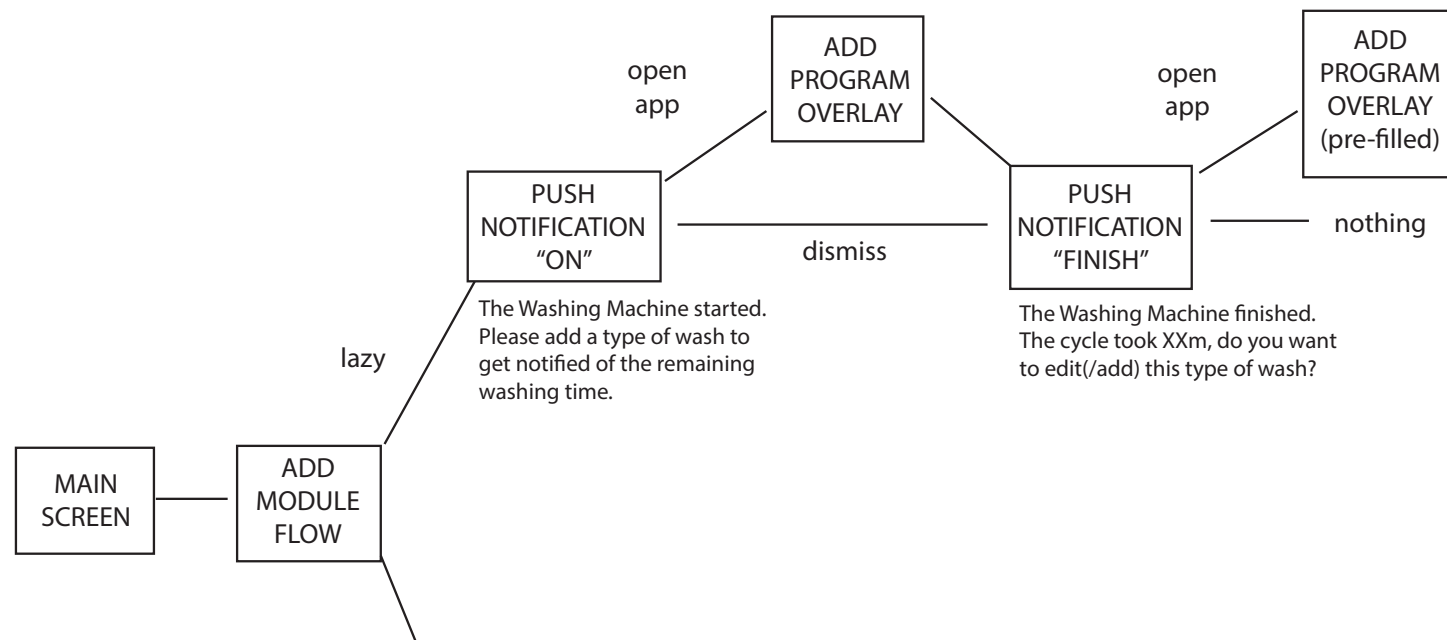 MAIN
SCREEN
ADD
MODULE
FLOW
lazy
PUSH
NOTIFICATION
“ON”
The Washing Machine started.
Please add a type of wash to
get notified of the remaining
washing time.
open
app
ADD
PROGRAM
OVERLAY
dismiss
PUSH
NOTIFICATION
“FINISH”
The Washing Machine finished.
The cycle took XXm, do you want
to edit(/add) this type of wash?
open
app
ADD
PROGRAM
OVERLAY
(pre-filled)
nothing